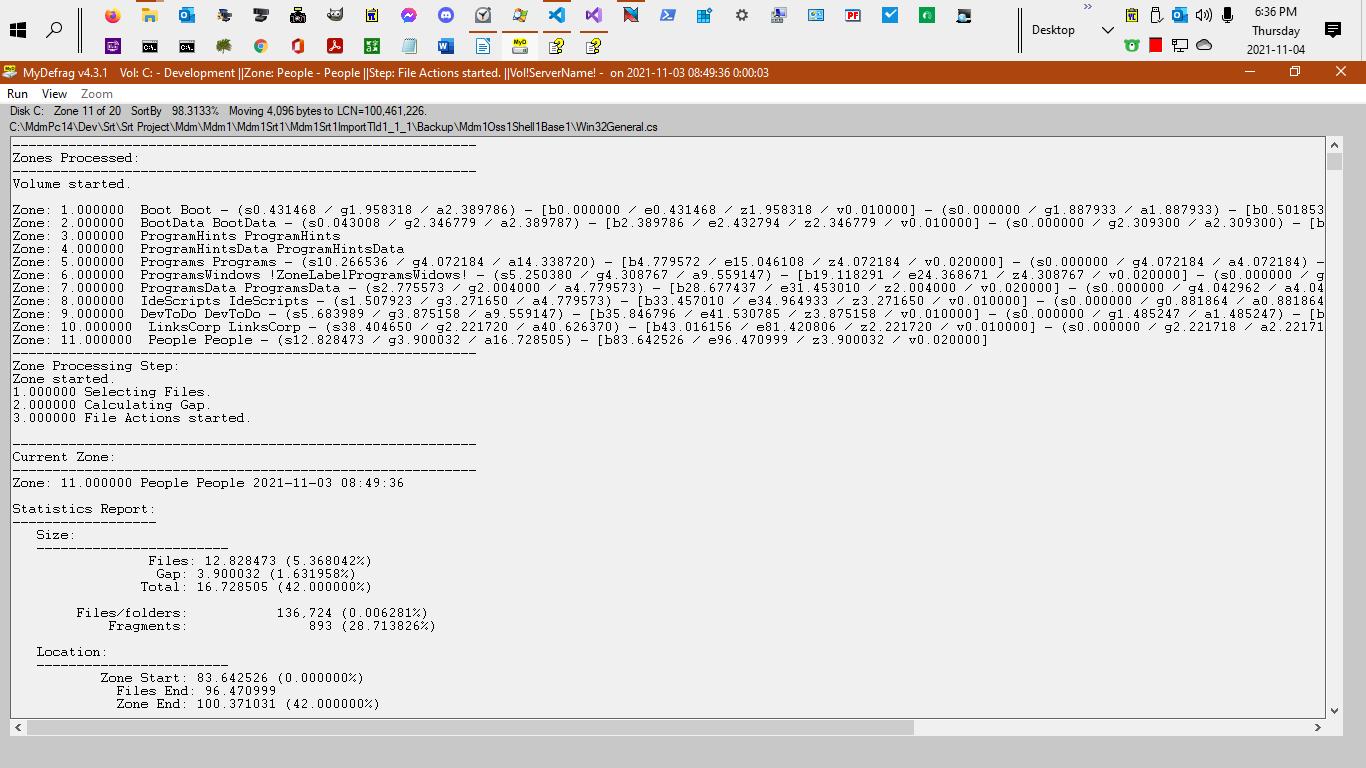 6:36 PM
Desktop
Thursday
2021-11-04
MyDefrag v4.3.1 Vol: C: - Development ||Zone: People - People ||Step: File Actions started. ||Vol!ServerName! - on 2021-11-03 08:49:36 0:00:03
Run View Zoom
Disk C: Zone 11 of 20 SortBy 98.3133% Moving 4,096 bytes to LCN=100,461,226.
C:\MdmPc14\Dev\Srt\Srt Project\Mdm\Mdm1\Mdm1Srt1\Mdm1Srt1ImportTld1_1_1\Backup\Mdm1Oss1Shell1Base1\Win32General.cs
----------------------------------------------------------
Zones Processed:
----------------------------------------------------------
Volume started.
Zone: 1.000000 Boot Boot - (s0.431468 / g1.958318 / a2.389786) - [b0.000000 / e0.431468 / z1.958318 / v0.010000] - (s0.000000 / g1.887933 / a1.887933) - [b0.501853
Zone: 2.000000 BootData BootData - (s0.043008 / g2.346779 / a2.389787) - [b2.389786 / e2.432794 / z2.346779 / v0.010000] - (s0.000000 / g2.309300 / a2.309300) - [b
Zone: 3.000000 ProgramHints ProgramHints
Zone: 4.000000 ProgramHintsData ProgramHintsData
Zone: 5.000000 Programs Programs - (s10.266536 / g4.072184 / a14.338720) - [b4.779572 / e15.046108 / z4.072184 / v0.020000] - (s0.000000 / g4.072184 / a4.072184) -
Zone: 6.000000 ProgramsWindows !ZoneLabelProgramsWidows! - (s5.250380 / g4.308767 / a9.559147) - [b19.118291 / e24.368671 / z4.308767 / v0.020000] - (s0.000000 / g
Zone: 7.000000 ProgramsData ProgramsData - (s2.775573 / g2.004000 / a4.779573) - [b28.677437 / e31.453010 / z2.004000 / v0.020000] - (s0.000000 / g4.042962 / a4.04
Zone: 8.000000 IdeScripts IdeScripts - (s1.507923 / g3.271650 / a4.779573) - [b33.457010 / e34.964933 / z3.271650 / v0.010000] - (s0.000000 / g0.881864 / a0.881864
Zone: 9.000000 DevToDo DevToDo - (s5.683989 / g3.875158 / a9.559147) - [b35.846796 / e41.530785 / z3.875158 / v0.010000] - (s0.000000 / g1.485247 / a1.485247) - [b
Zone: 10.000000 LinksCorp LinksCorp - (s38.404650 / g2.221720 / a40.626370) - [b43.016156 / e81.420806 / z2.221720 / v0.010000] - (s0.000000 / g2.221718 / a2.22171
Zone: 11.000000 People People - (s12.828473 / g3.900032 / a16.728505) - [b83.642526 / e96.470999 / z3.900032 / v0.020000]
----------------------------------------------------------
Zone Processing Step:
Zone started.
1.000000 Selecting Files.
2.000000 Calculating Gap.
3.000000 File Actions started.
----------------------------------------------------------
Current Zone:
----------------------------------------------------------
Zone: 11.000000 People People 2021-11-03 08:49:36
Statistics Report:
------------------
Size:
------------------------
Files: 12.828473 (5.368042%)
Gap: 3.900032 (1.631958%)
Total: 16.728505 (42.000000%)
Files/folders: 136,724 (0.006281%)
Fragments: 893 (28.713826%)
Location:
------------------------
Zone Start: 83.642526 (0.000000%)
Files End: 96.470999
Zone End: 100.371031 (42.000000%)